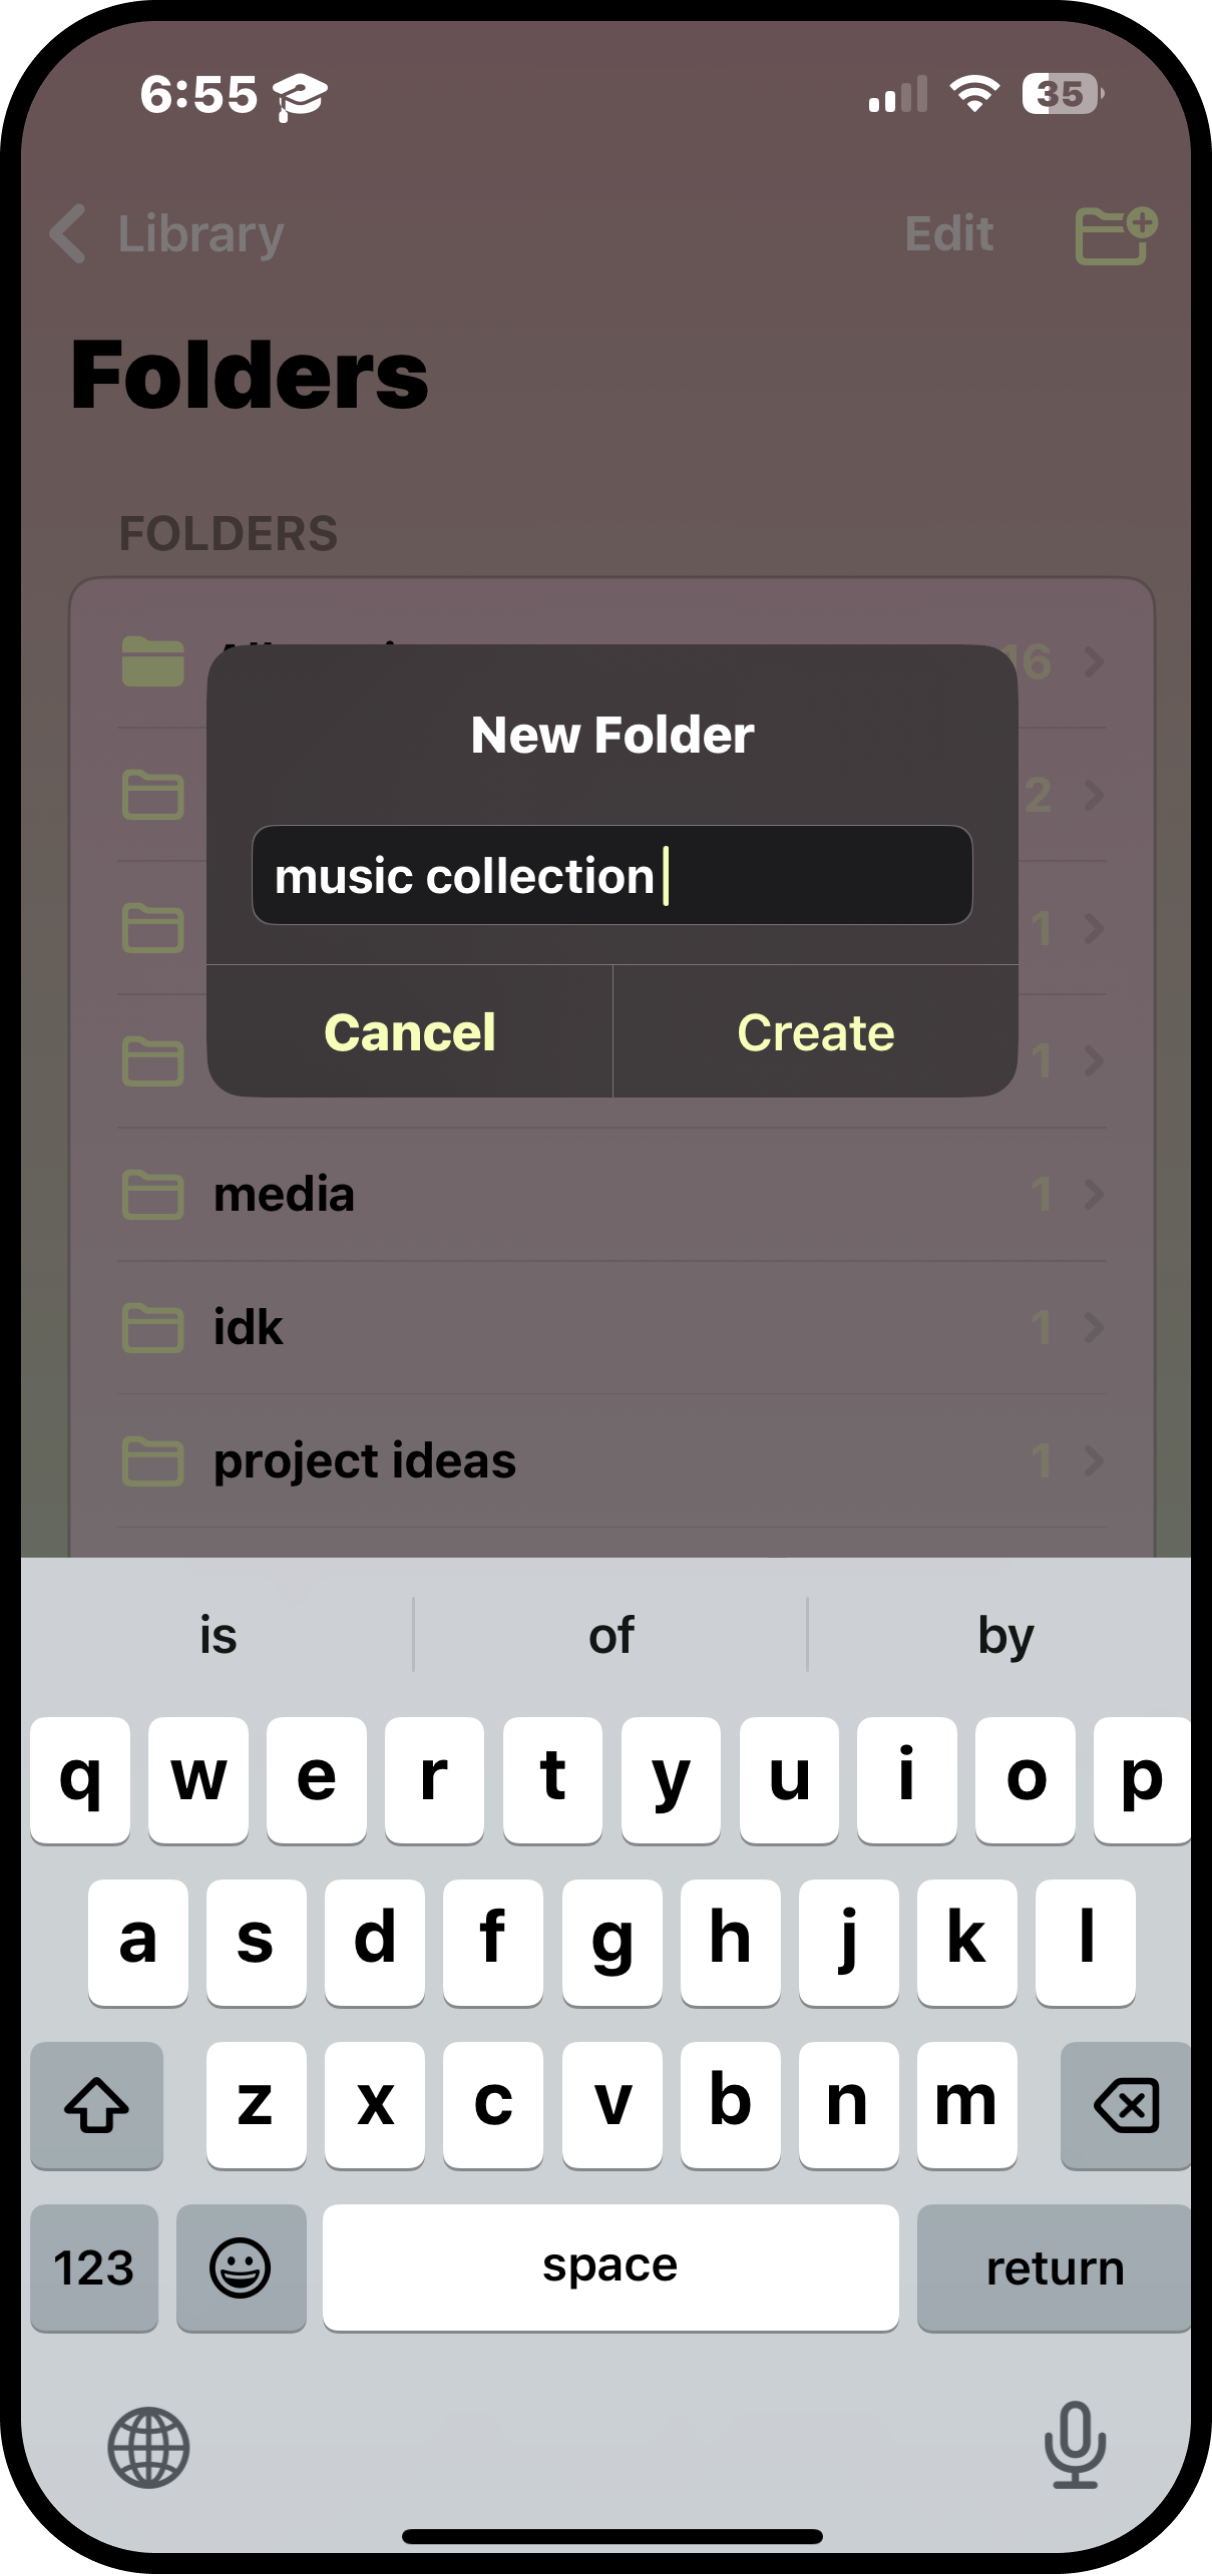 6:55
35
Library
Edit
Folders
FOLDERS
16
New Folder
2
music collection
1
Cancel
Create
1
media
1
idk
1
project ideas
1
is
of
by
q w e r t y u i o p
a s d f g h j k l
z x c v b n m
123
space
return